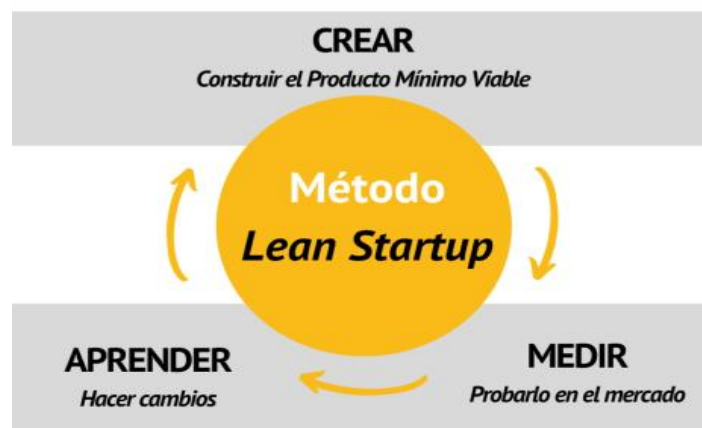 CREAR
Construir el Producto Mínimo Viable
Método
Lean Startup
APRENDER
Hacer cambios
MEDIR
Probarlo en el mercado